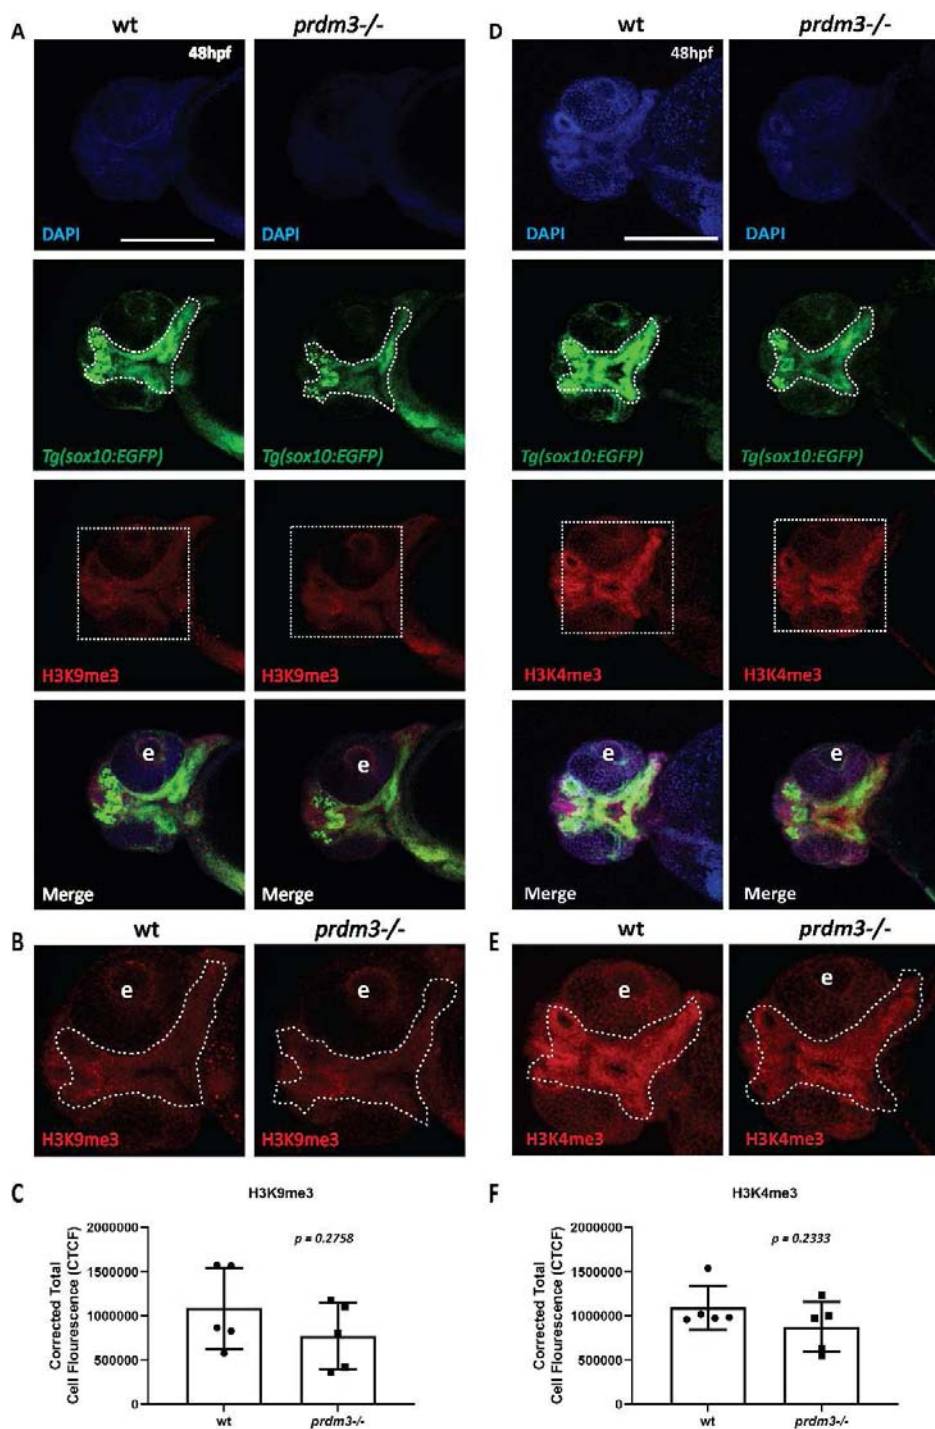 A wt prdm3-/- D wt prdm3-/-
48hpf 48hpf
DAPI DAPI DAPI DAPI
Tg(sox10:EGFP) Tg(sox10:EGFP) Tg(sox10:EGFP) Tg(sox10:EGFP)
H3K9me3 H3K9me3 H3K4me3 H3K4me3
e e e e
Merge Merge Merge Merge
B wt prdm3-/- E wt prdm3-/-
e e e e
H3K9me3 H3K9me3 H3K4me3 H3K4me3
C H3K9me3
Corrected Total
Cell Flourescence (CTCF)
2000000
1500000
1000000
500000
0
p = 0.2758
wt prdm3-/-
F H3K4me3
Corrected Total
Cell Flourescence (CTCF)
2000000
1500000
1000000
500000
0
p = 0.2333
wt prdm3-/-